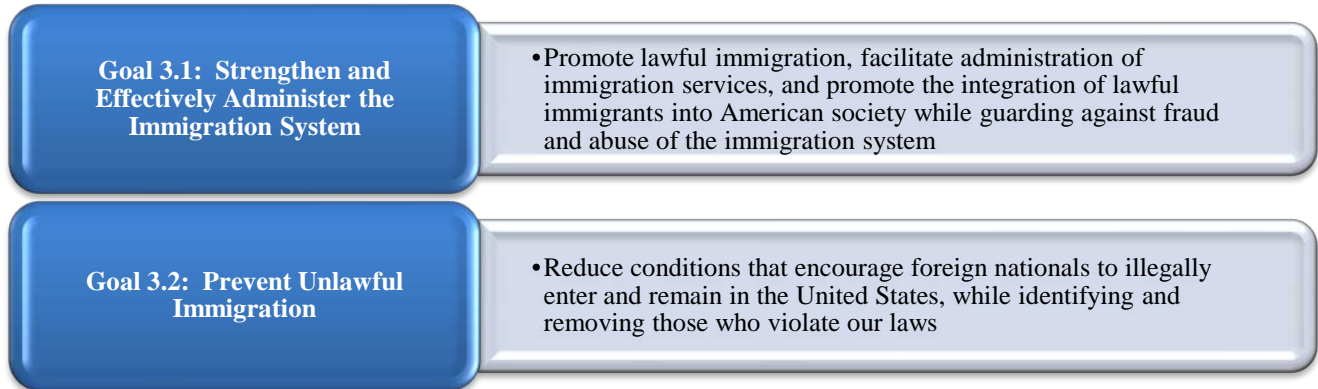 Goal 3.1:  Strengthen and
Effectively Administer the
Immigration System
•Promote lawful immigration, facilitate administration of
immigration services, and promote the integration of lawful
immigrants into American society while guarding against fraud
and abuse of the immigration system
Goal 3.2:  Prevent Unlawful
Immigration
•Reduce conditions that encourage foreign nationals to illegally
enter and remain in the United States, while identifying and
removing those who violate our laws